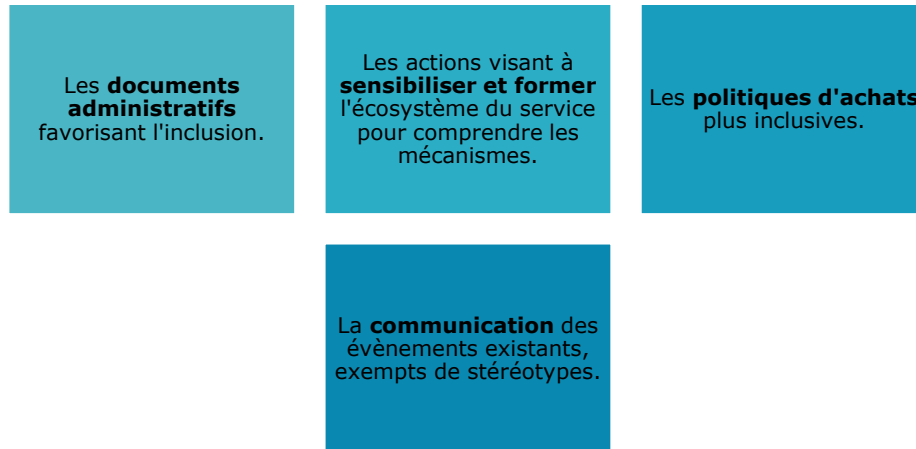 Les documents
administratifs
favorisant l'inclusion.
Les actions visant à
sensibiliser et former
l'écosystème du service
pour comprendre les
mécanismes.
Les politiques d'achats
plus inclusives.
La communication des
évènements existants,
exempts de stéréotypes.